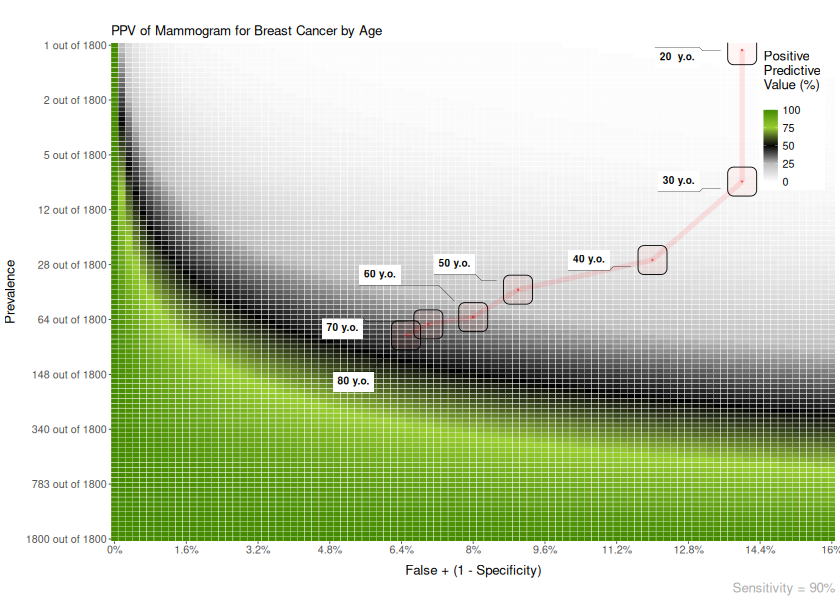 PPV of Mammogram for Breast Cancer by Age
1 out of 1800
2 out of 1800
5 out of 1800
12 out of 1800
28 out of 1800
64 out of 1800
148 out of 1800
340 out of 1800
783 out of 1800
1800 out of 1800
Prevalence
20 y.o.
30 y.o.
40 y.o.
50 y.o.
60 y.o.
70 y.o.
80 y.o.
Positive
Predictive
Value (%)
100
75
50
25
0
0%
1.6%
3.2%
4.8%
6.4%
8%
9.6%
11.2%
12.8%
14.4%
16%
False + (1 - Specificity)
Sensitivity = 90%